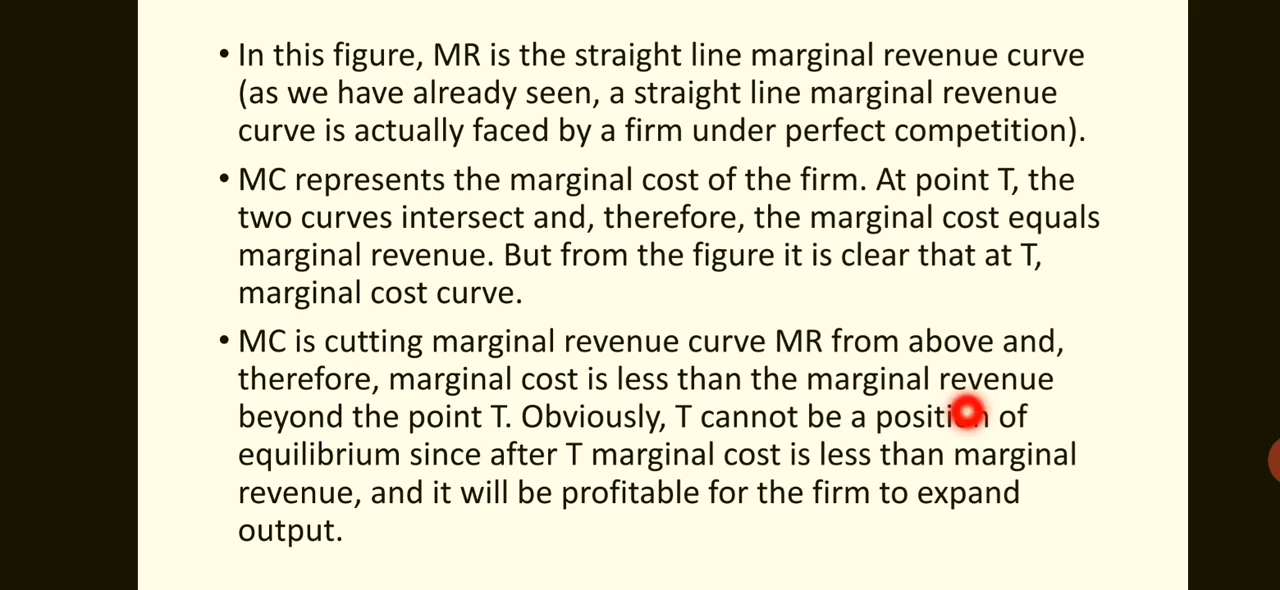 • In this figure, MR is the straight line marginal revenue curve
(as we have already seen, a straight line marginal revenue
curve is actually faced by a firm under perfect competition).
• MC represents the marginal cost of the firm. At point T, the
two curves intersect and, therefore, the marginal cost equals
marginal revenue. But from the figure it is clear that at T,
marginal cost curve.
• MC is cutting marginal revenue curve MR from above and,
therefore, marginal cost is less than the marginal revenue
beyond the point T. Obviously, T cannot be a position of
equilibrium since after T marginal cost is less than marginal
revenue, and it will be profitable for the firm to expand
output.